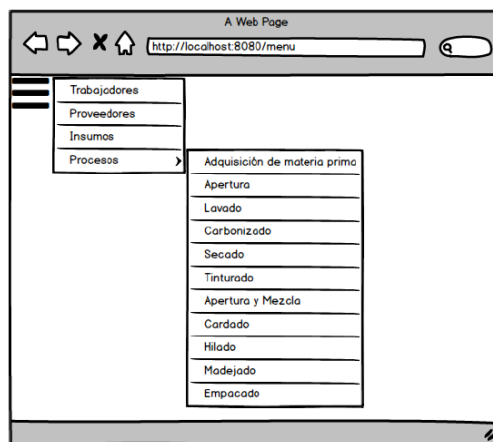 A Web Page
http://localhost:8080/menu
Trabajadores
Proveedores
Insumos
Procesos
Adquisición de materia prima
Apertura
Lavado
Carbonizado
Secado
Tinturado
Apertura y Mezcla
Cardado
Hilado
Madejado
Empacado